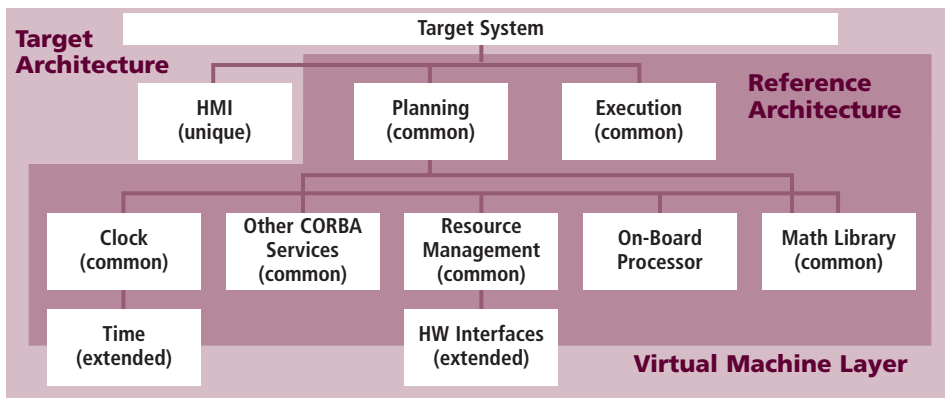 Target System
Target
Architecture
Reference
Architecture
HMI
(unique)
Planning
(common)
Execution
(common)
Clock
(common)
Other CORBA
Services
(common)
Resource
Management
(common)
On-Board
Processor
Math Library
(common)
Time
(extended)
HW Interfaces
(extended)
Virtual Machine Layer